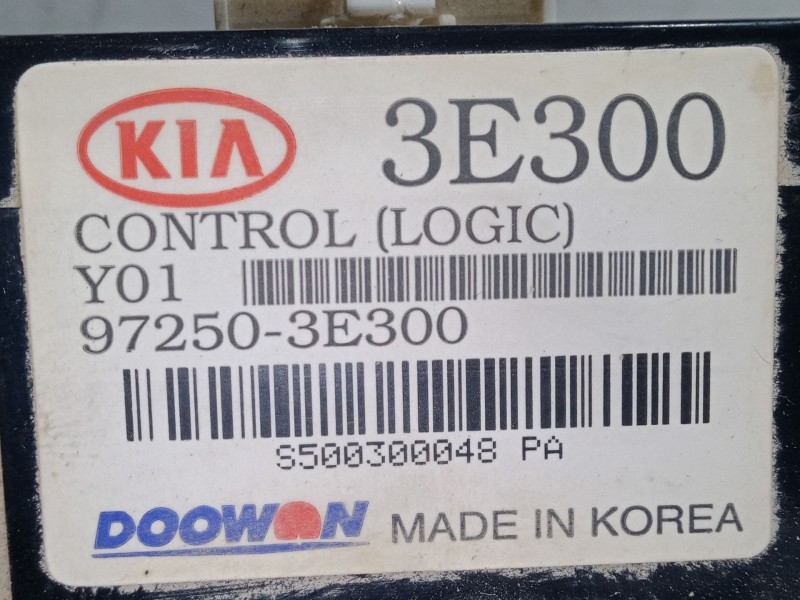 KIA 3E300
CONTROL (LOGIC)
Y01
97250-3E300
S500300048 PA
DOOWON MADE IN KOREA